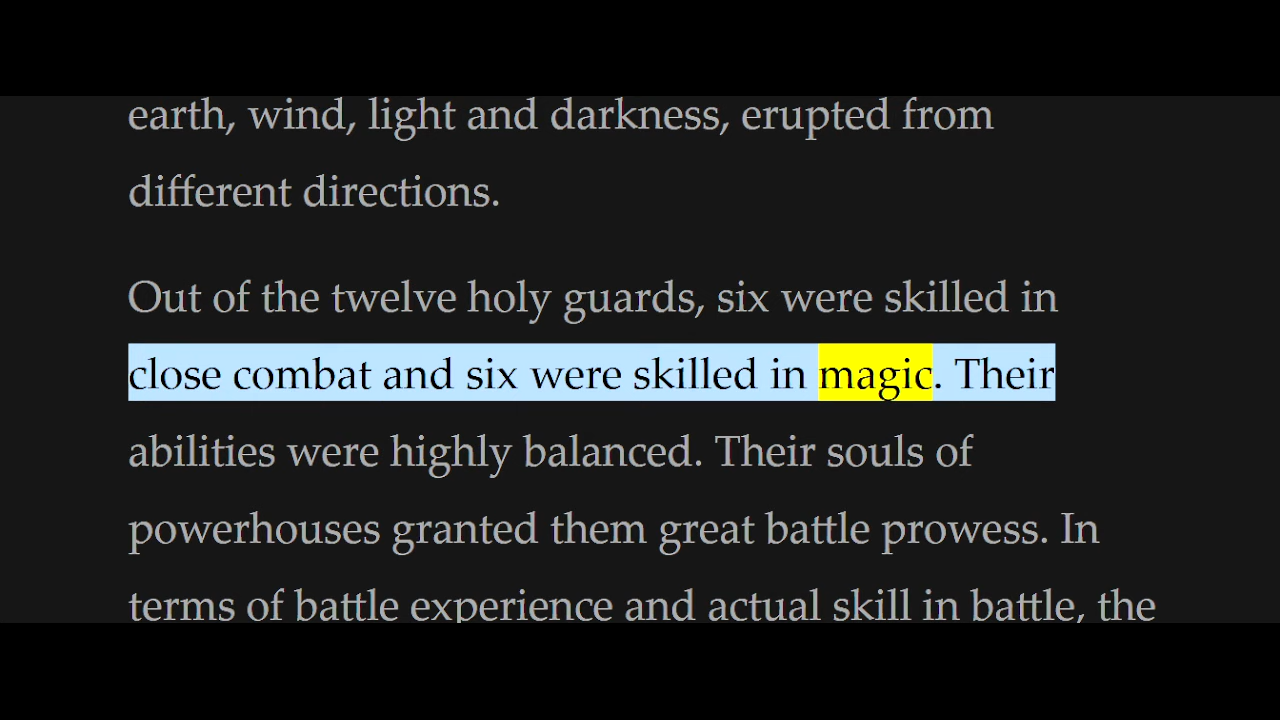 earth, wind, light and darkness, erupted from
different directions.
Out of the twelve holy guards, six were skilled in
close combat and six were skilled in magic. Their
abilities were highly balanced. Their souls of
powerhouses granted them great battle prowess. In
terms of battle experience and actual skill in battle, the